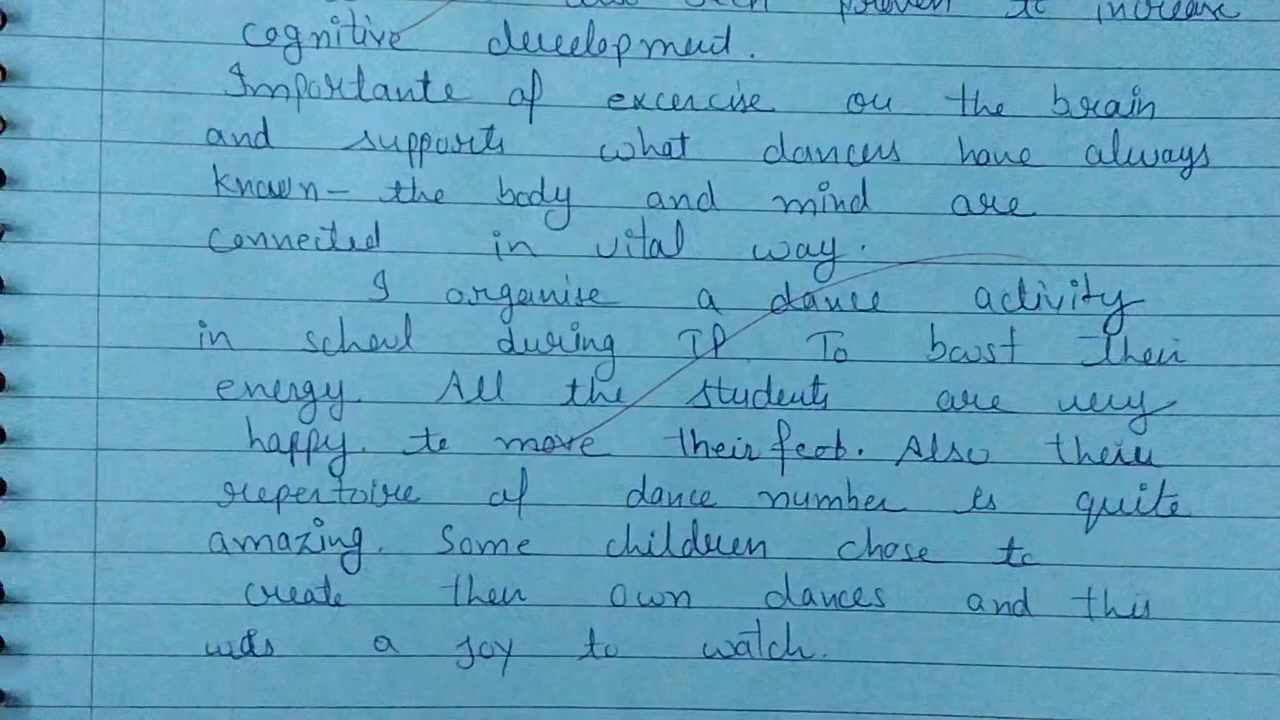 proven to increase
cognitive development.
Importante of excercise on the brain
and supports what dancers have always
known - the body and mind are
connected in vital way.
I organise a dance activity
in school during TP. To boost their
energy. All the students are very
happy. to move their feet. Also their
repertoire of dance number is quite
amazing. Some children chose to
create their own dances and this
was a joy to watch.